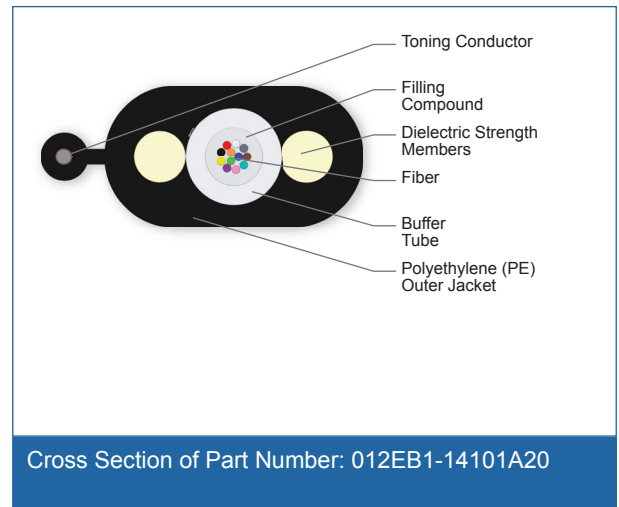 Toning Conductor
Filling
Compound
Dielectric Strength
Members
Fiber
Buffer
Tube
Polyethylene (PE)
Outer Jacket
Cross Section of Part Number: 012EB1-14101A20